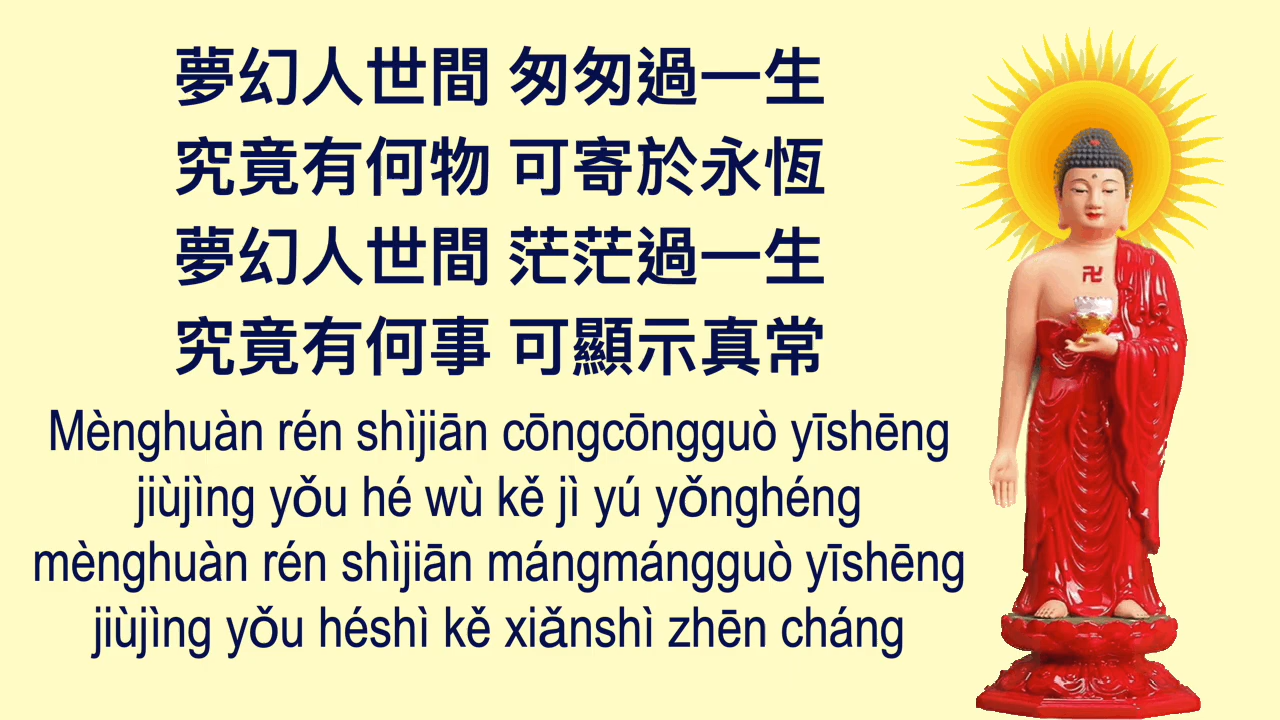 夢幻人世間 匆匆過一生
究竟有何物 可寄於永恆
夢幻人世間 茫茫過一生
究竟有何事 可顯示真常
Mènghuàn rén shìjiān cōngcōngguò yīshēng
jiùjìng yǒu hé wù kě jì yú yǒnghéng
mènghuàn rén shìjiān mángmángguò yīshēng
jiùjìng yǒu héshì kě xiǎnshì zhēn cháng
卍